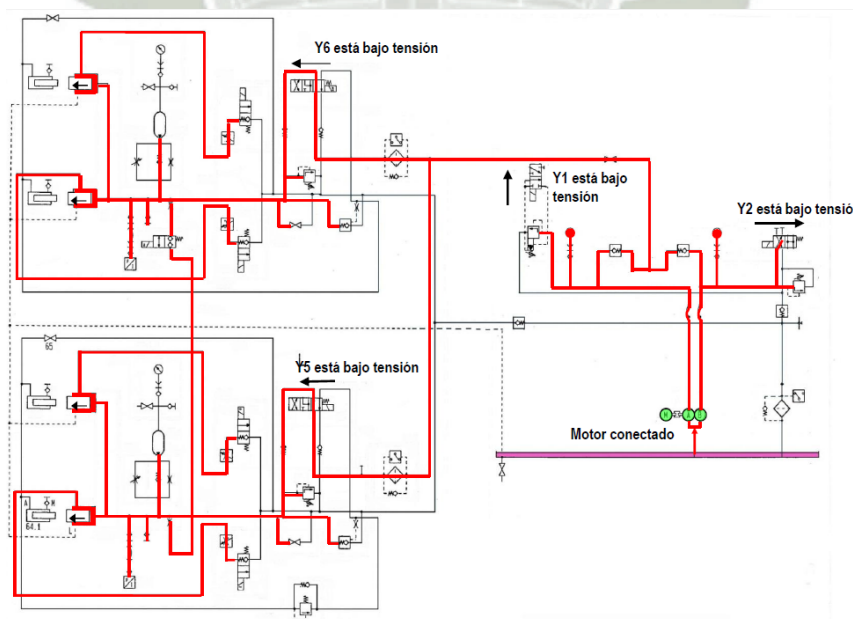 Y6 está bajo tensión
Y1 está bajo
tensión
Y2 está bajo tensió
65
Y5 está bajo tensión
Motor conectado
M
A
A M
64.1
L